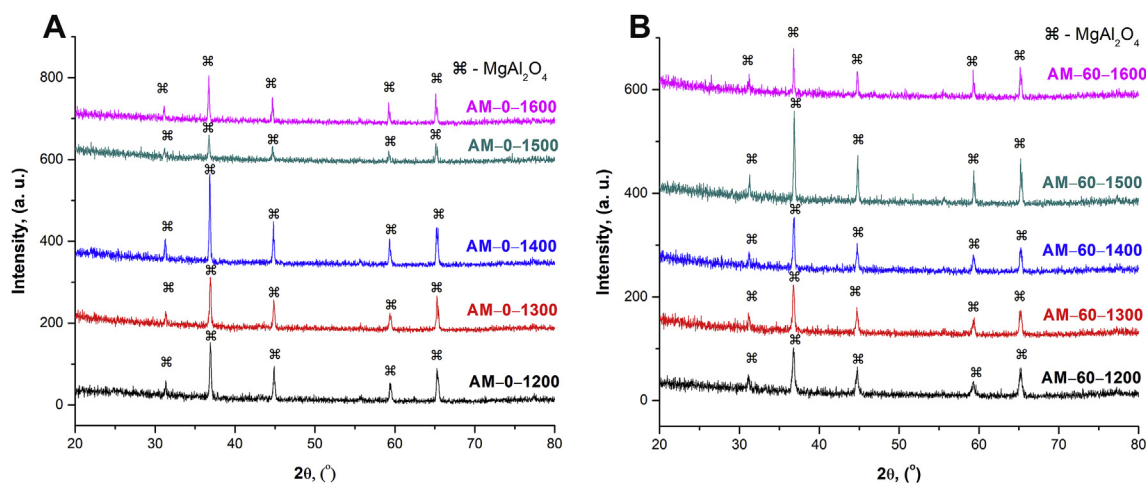 A
⌘ - MgAl₂O₄
AM–0–1600
AM–0–1500
AM–0–1400
AM–0–1300
AM–0–1200
800
600
400
200
0
Intensity, (a. u.)
20 30 40 50 60 70 80
2θ, (°)
B
⌘ - MgAl₂O₄
AM–60–1600
AM–60–1500
AM–60–1400
AM–60–1300
AM–60–1200
600
400
200
0
Intensity, (a. u.)
20 30 40 50 60 70 80
2θ, (°)